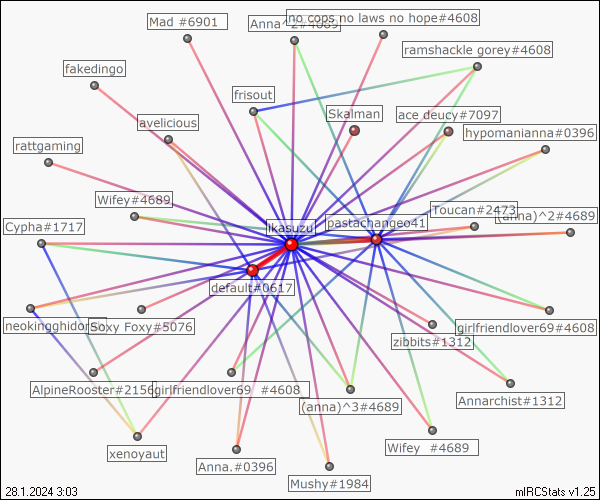 Mad #6901
Anna^2#4689
no cops no laws no hope#4608
ramshackle gorey#4608
fakedingo
frisout
Skalman
ace deucy#7097
avelicious
hypomanianna#0396
rattgaming
Wifey#4689
Toucan#2473
(anna)^2#4689
Cypha#1717
ikasuzu
pastachangeo41
default#0617
neokingghidorah
Soxy Foxy#5076
girlfriendlover69#4608
zibbits#1312
AlpineRooster#2156
girlfriendlover69 #4608
(anna)^3#4689
Annarchist#1312
xenoyaut
Anna.#0396
Wifey #4689
Mushy#1984
28.1.2024 3:03
mIRCStats v1.25